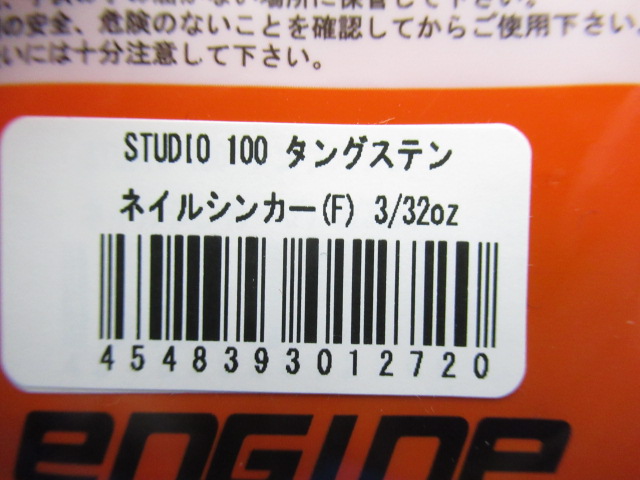 の安全、危険のないことを確認してからご使用下さい。
いには十分注意して下さい。
STUDIO 100 タングステン
ネイルシンカー(F) 3/32oz
4548393012720
engine